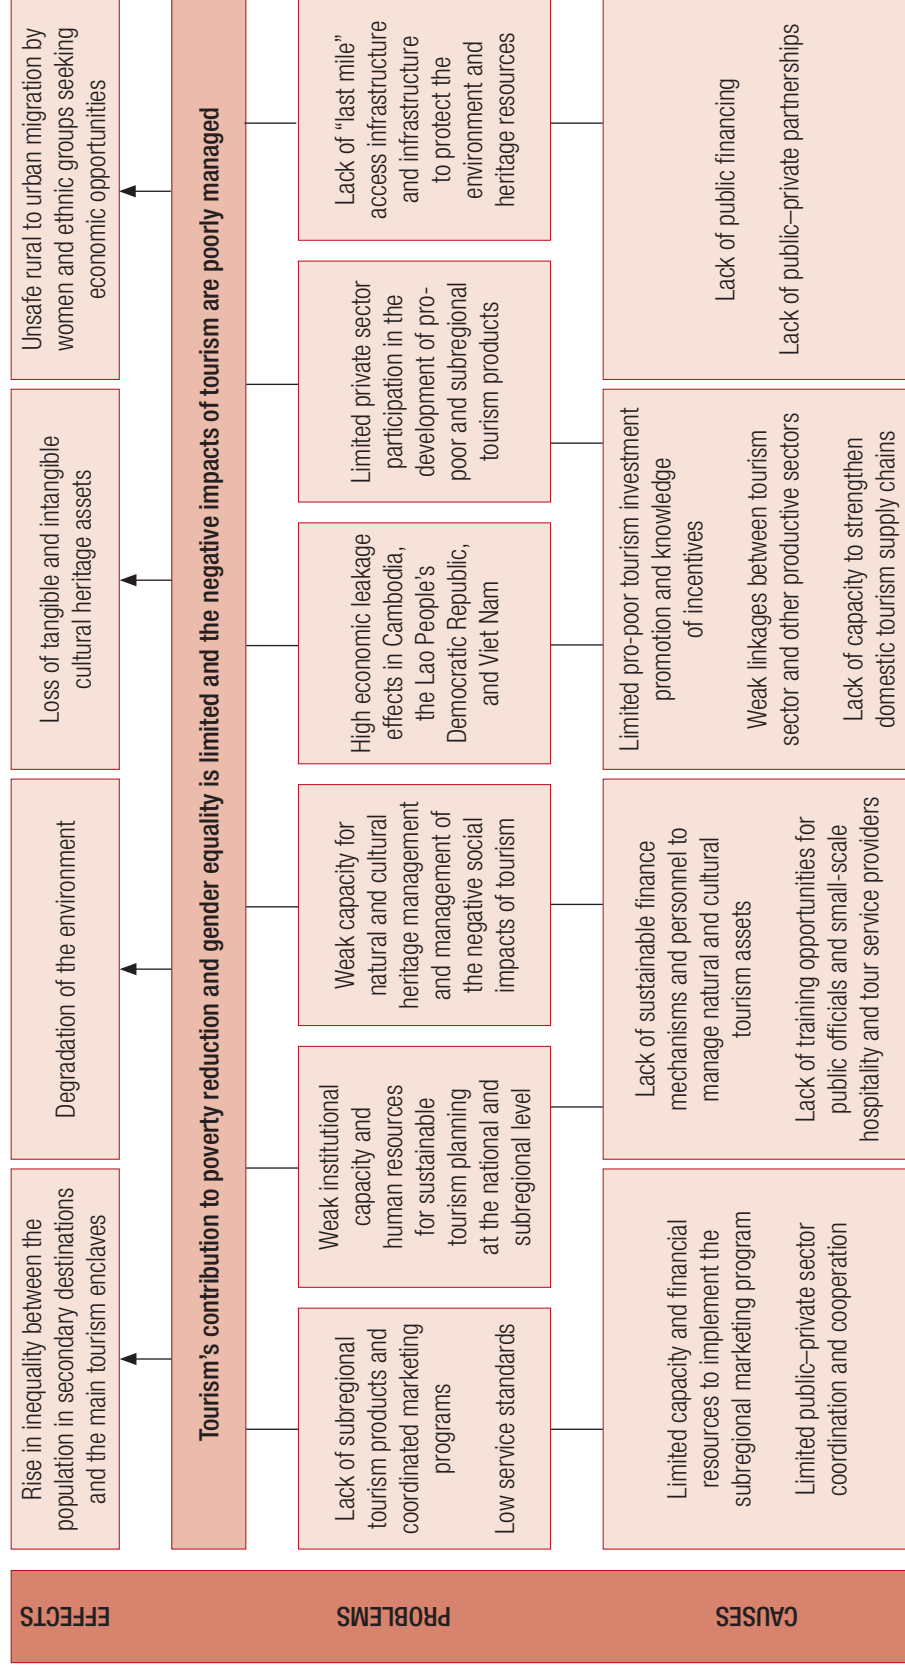 EFFECTS
Rise in inequality between the
population in secondary destinations
and the main tourism enclaves
Degradation of the environment
Loss of tangible and intangible
cultural heritage assets
Unsafe rural to urban migration by
women and ethnic groups seeking
economic opportunities
Tourism's contribution to poverty reduction and gender equality is limited and the negative impacts of tourism are poorly managed
PROBLEMS
Lack of subregional
tourism products and
coordinated marketing
programs
Low service standards
Weak institutional
capacity and
human resources
for sustainable
tourism planning
at the national and
subregional level
Weak capacity for
natural and cultural
heritage management
and management of
the negative social
impacts of tourism
High economic leakage
effects in Cambodia,
the Lao People's
Democratic Republic,
and Viet Nam
Limited private sector
participation in the
development of pro-
poor and subregional
tourism products
Lack of “last mile”
access infrastructure
and infrastructure
to protect the
environment and
heritage resources
CAUSES
Limited capacity and financial
resources to implement the
subregional marketing program
Limited public–private sector
coordination and cooperation
Lack of sustainable finance
mechanisms and personnel to
manage natural and cultural
tourism assets
Lack of training opportunities for
public officials and small-scale
hospitality and tour service providers
Limited pro-poor tourism investment
promotion and knowledge
of incentives
Weak linkages between tourism
sector and other productive sectors
Lack of capacity to strengthen
domestic tourism supply chains
Lack of public financing
Lack of public–private partnerships